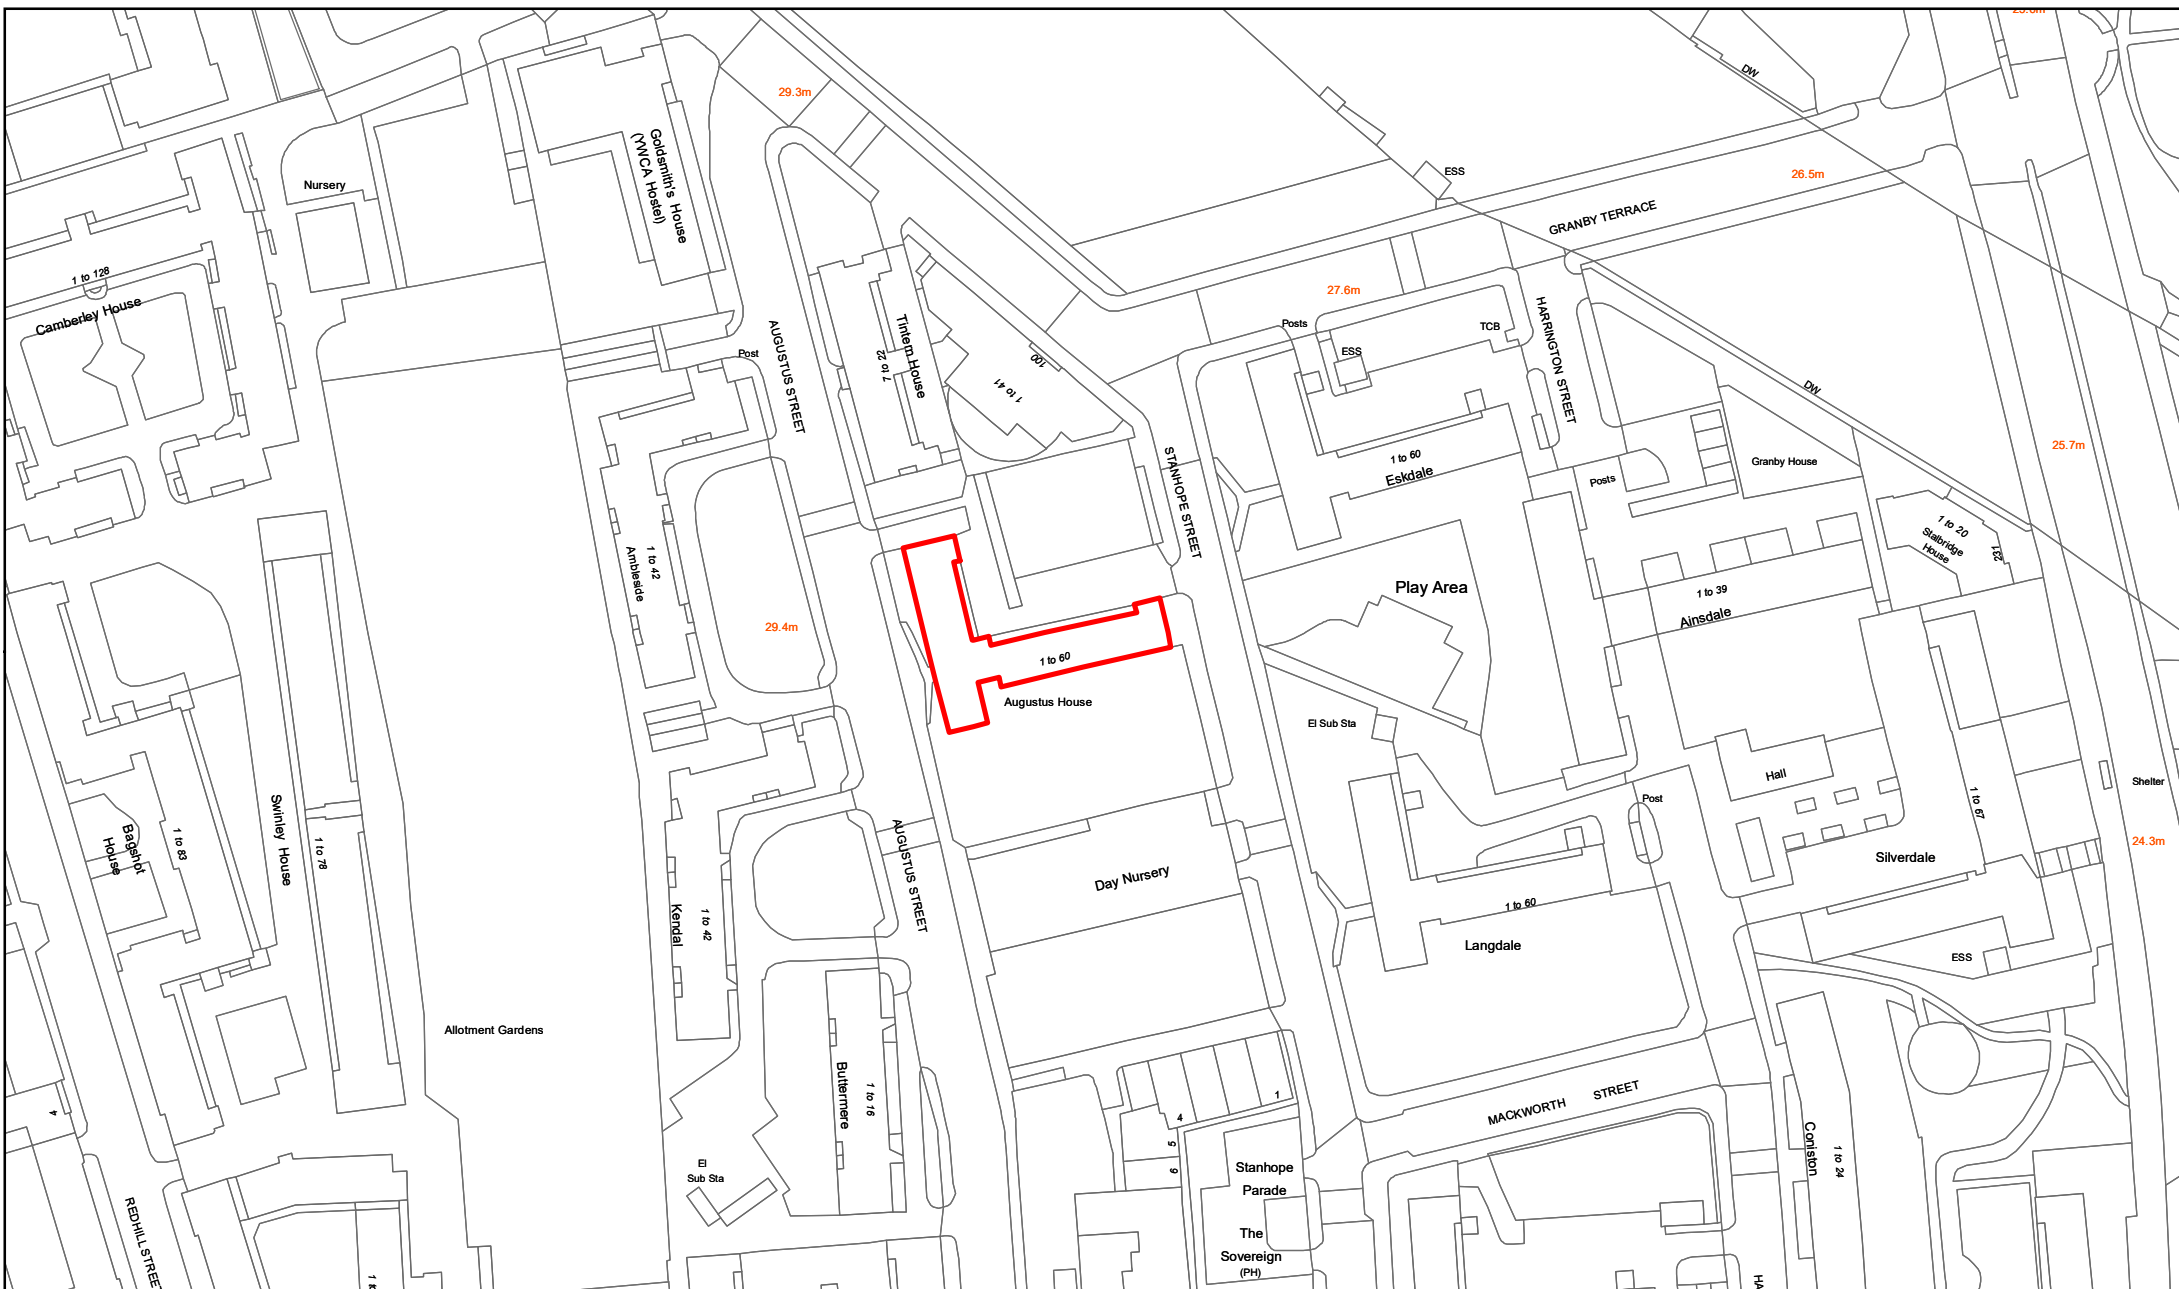 29.3m
DW
Goldsmith's House
(YWCA Hostel)
Nursery
ESS
26.5m
GRANBY TERRACE
1 to 128
Camberley House
27.6m
Posts
TCB
ESS
HARRINGTON STREET
AUGUSTUS STREET
Post
Tintern House
7 to 22
100
1 to 41
DW
STANHOPE STREET
1 to 60
Eskdale
Posts
Granby House
25.7m
1 to 20
Stalbridge
House
231
1 to 42
Ambleside
Play Area
1 to 39
Ainsdale
29.4m
1 to 60
Augustus House
El Sub Sta
Hall
Shelter
Post
1 to 67
24.3m
Silverdale
Swinley House
1 to 78
Bagshot
House
1 to 83
AUGUSTUS STREET
Day Nursery
Kendal
1 to 42
1 to 60
Langdale
ESS
Allotment Gardens
Buttermere
1 to 16
4
MACKWORTH STREET
4
1
5
6
Coniston
1 to 24
El
Sub Sta
Stanhope
Parade
The
Sovereign
(PH)
REDHILL STREET